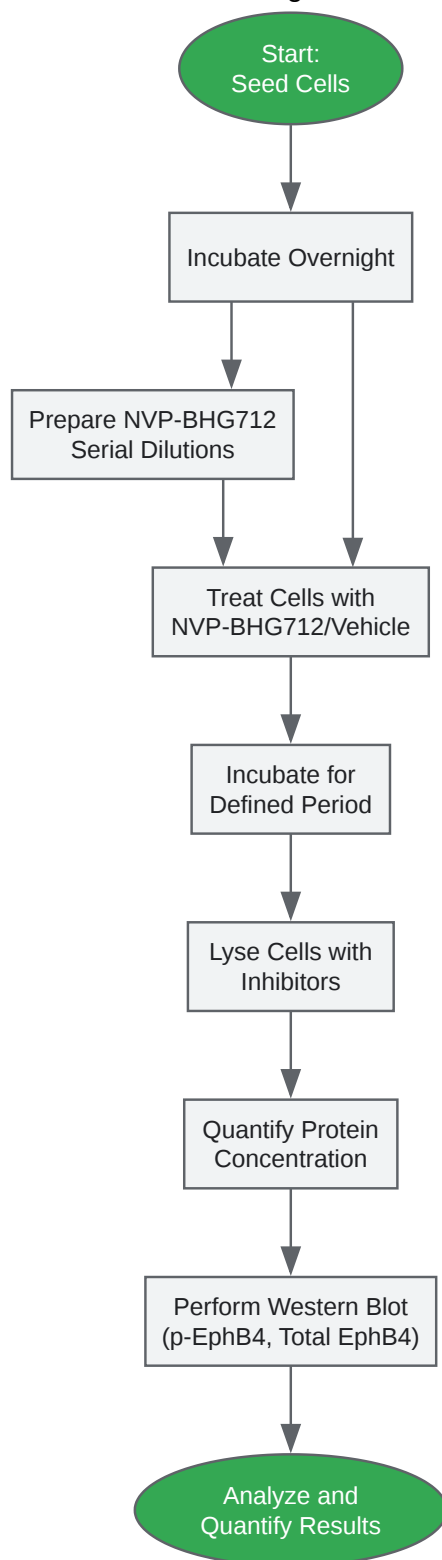 Start:
Seed Cells
Incubate Overnight
Prepare NVP-BHG712
Serial Dilutions
Treat Cells with
NVP-BHG712/Vehicle
Incubate for
Defined Period
Lyse Cells with
Inhibitors
Quantify Protein
Concentration
Perform Western Blot
(p-EphB4, Total EphB4)
Analyze and
Quantify Results